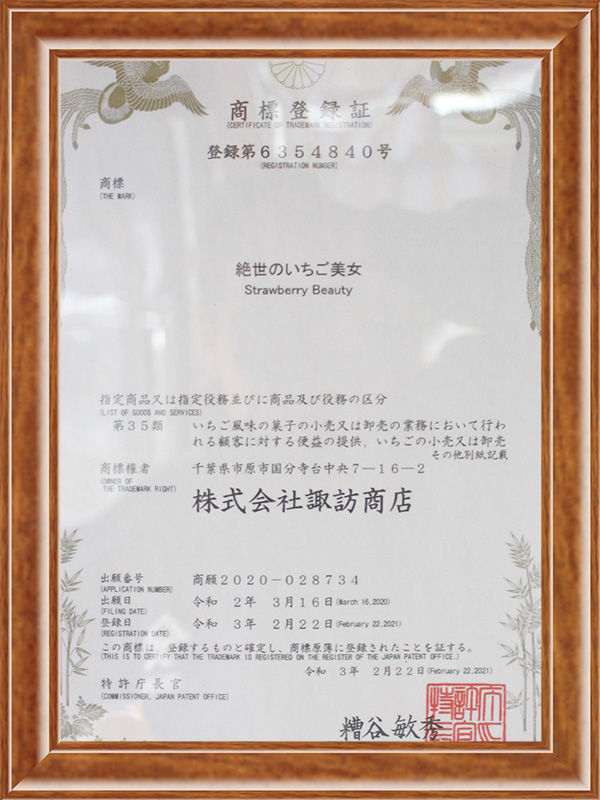 商標登録証
(CERTIFICATE OF TRADEMARK REGISTRATION)
登録第6354840号
(REGISTRATION NUMBER)
商標
(THE MARK)
絶世のいちご美女
Strawberry Beauty
指定商品又は指定役務並びに商品及び役務の区分
(LIST OF GOODS AND SERVICES)
第35類 いちご風味の菓子の小売又は卸売の業務において行わ
れる顧客に対する便益の提供，いちごの小売又は卸売
その他別紙記載
商標権者 千葉県市原市国分寺台中央7-16-2
(OWNER OF
THE TRADEMARK RIGHT)
株式会社諏訪商店
出願番号 商願2020-028734
(APPLICATION NUMBER)
出願日 令和 2年 3月16日(March 16,2020)
(FILING DATE)
登録日 令和 3年 2月22日(February 22,2021)
(REGISTRATION DATE)
この商標は、登録するものと確定し、商標原簿に登録されたことを証する。
(THIS IS TO CERTIFY THAT THE TRADEMARK IS REGISTERED ON THE REGISTER OF THE JAPAN PATENT OFFICE.)
令和 3年 2月22日(February 22,2021)
特許庁長官
(COMMISSIONER, JAPAN PATENT OFFICE)
糟谷敏秀